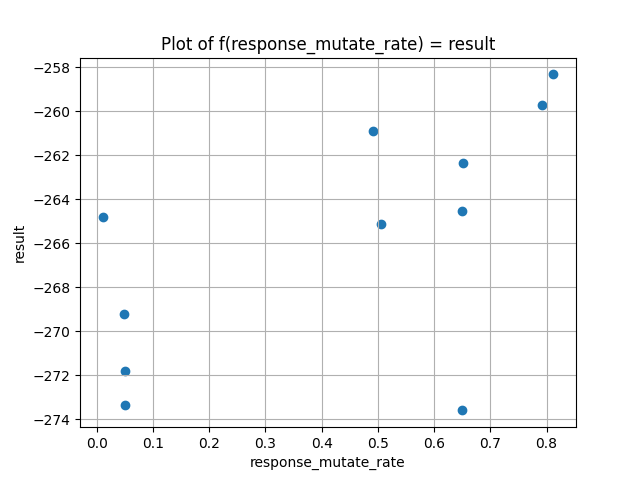 Plot of f(response_mutate_rate) = result
−258
−260
−262
−264
−266
−268
−270
−272
−274
result
0.0 0.1 0.2 0.3 0.4 0.5 0.6 0.7 0.8
response_mutate_rate